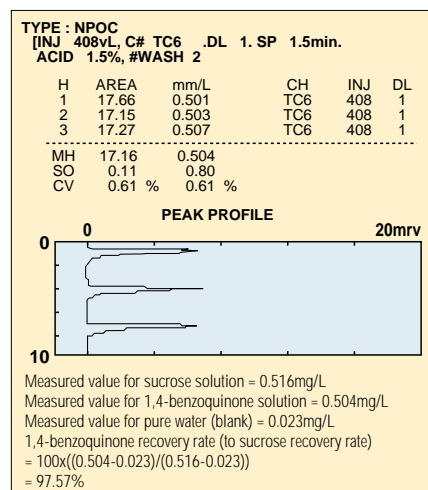 TYPE : NPOC
[INJ 408vL, C# TC6 .DL 1. SP 1.5min.
ACID 1.5%, #WASH 2
H AREA mm/L CH INJ DL
1 17.66 0.501 TC6 408 1
2 17.15 0.503 TC6 408 1
3 17.27 0.507 TC6 408 1
MH 17.16 0.504
SO 0.11 0.80
CV 0.61 % 0.61 %
PEAK PROFILE
0 20mrv
0
10
Measured value for sucrose solution = 0.516mg/L
Measured value for 1,4-benzoquinone solution = 0.504mg/L
Measured value for pure water (blank) = 0.023mg/L
1,4-benzoquinone recovery rate (to sucrose recovery rate)
= 100x((0.504-0.023)/(0.516-0.023))
= 97.57%